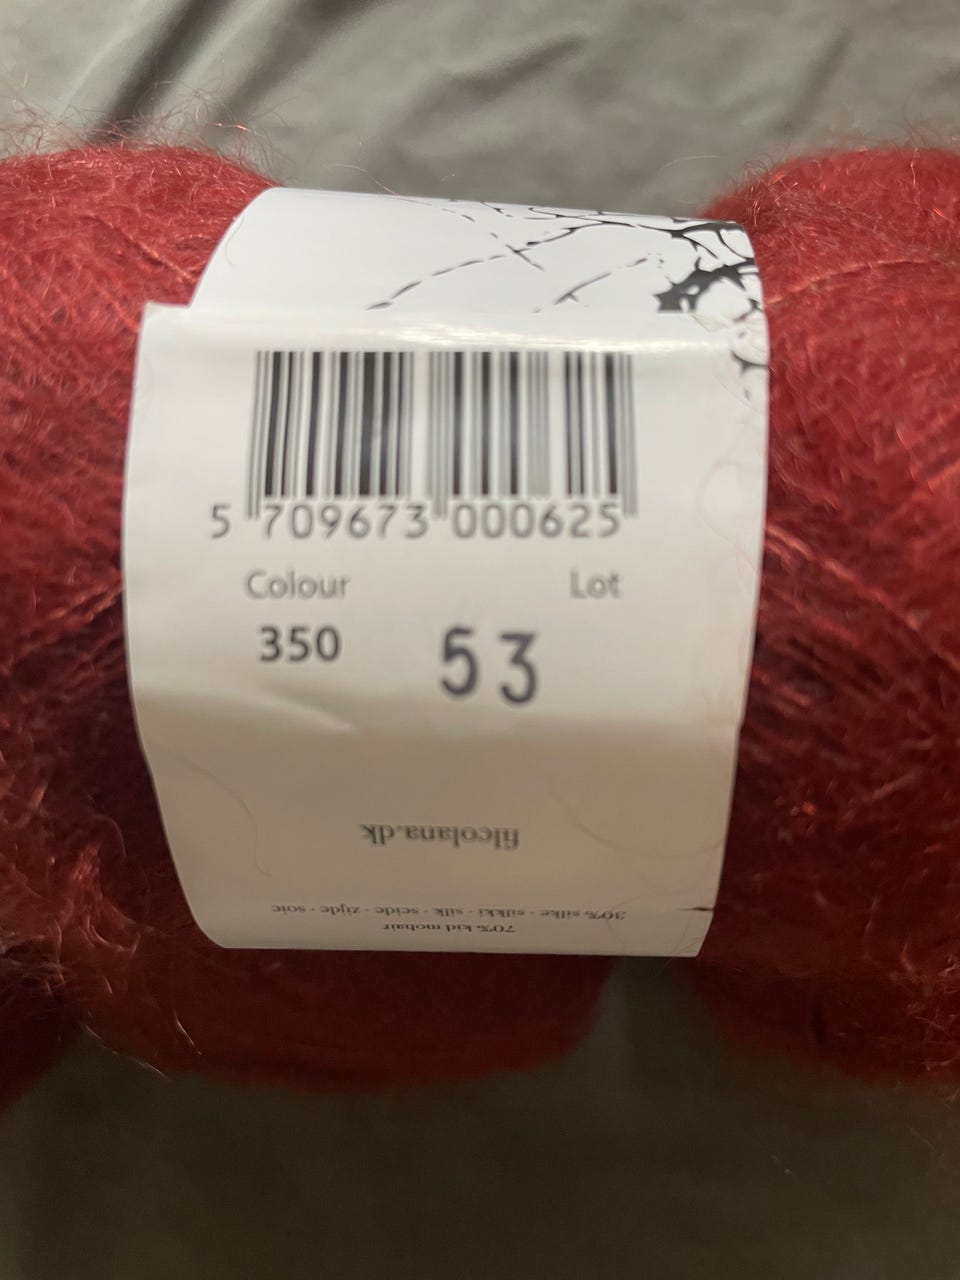 5 709673 000625
Colour Lot
350 53
filcolana.dk
70% kid mohair
30% silke · silkki · silk · seide · zijde · soie